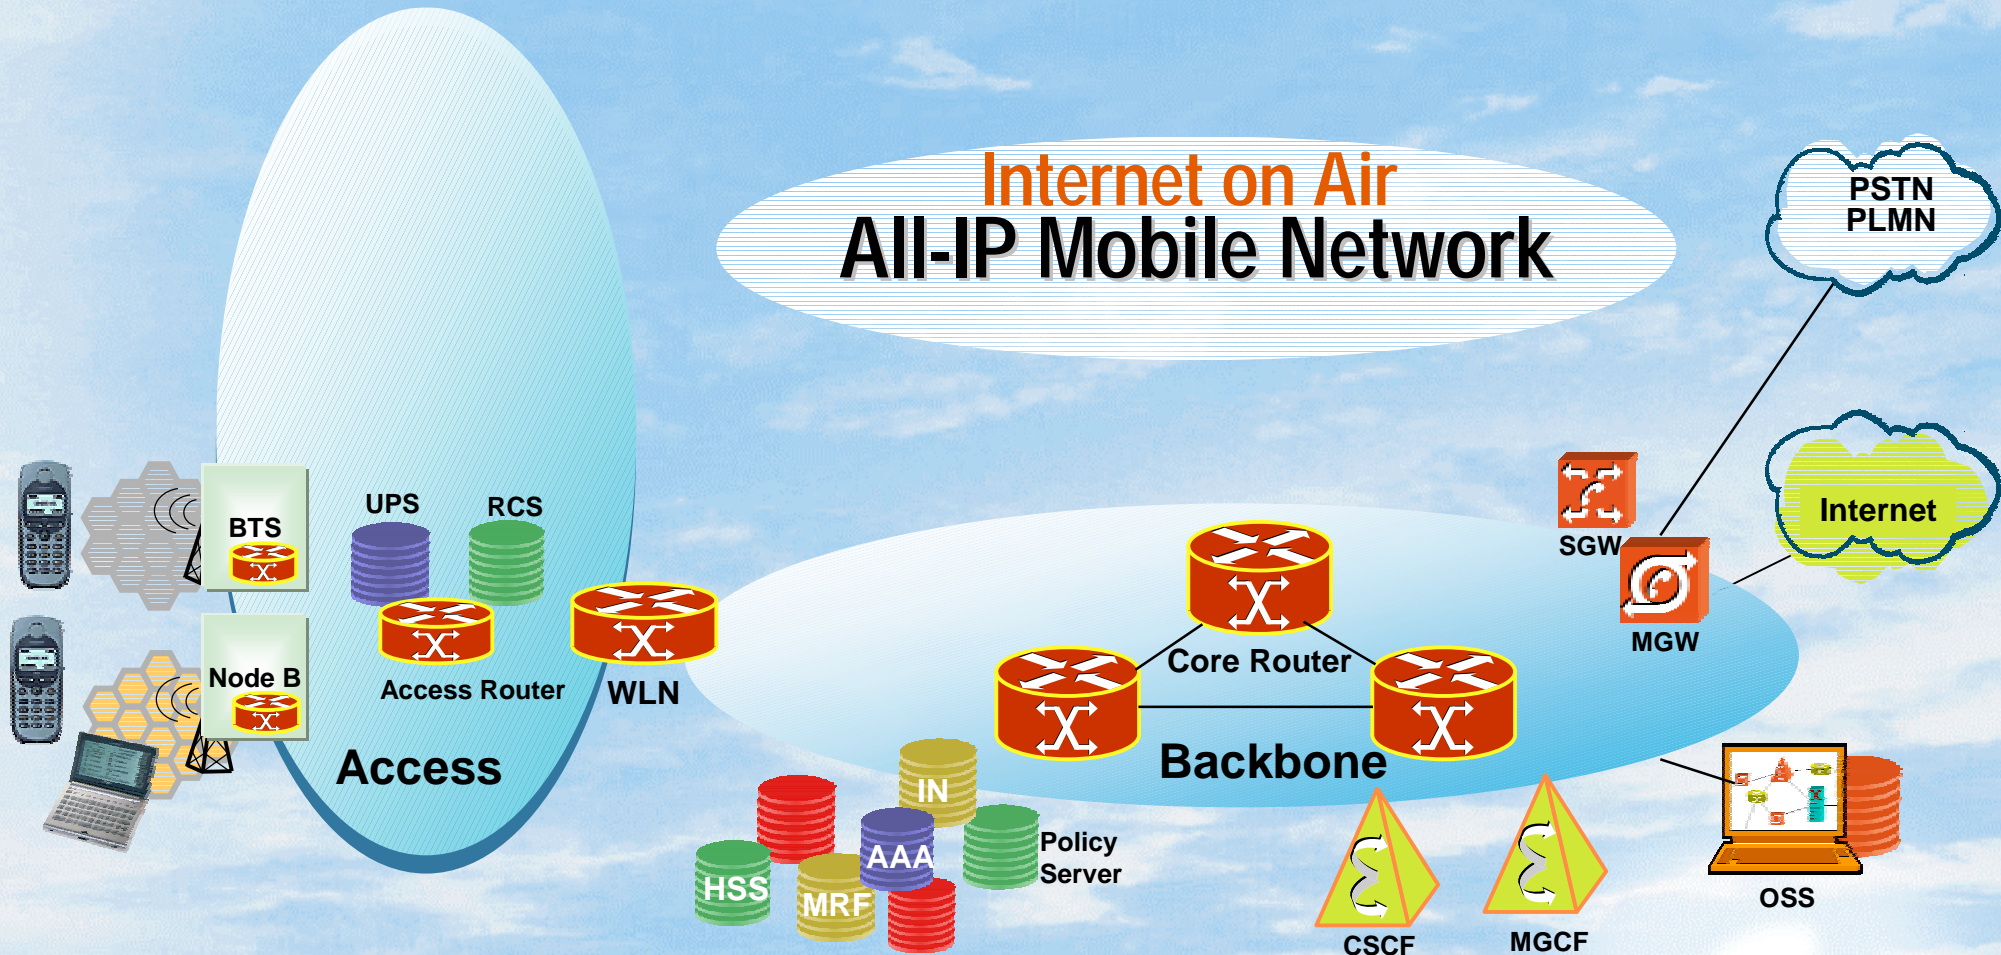 Internet on Air
All-IP Mobile Network
PSTN
PLMN
Internet
SGW
MGW
UPS
RCS
BTS
Node B
Access Router
WLN
Access
Core Router
Backbone
IN
AAA
HSS
MRF
Policy
Server
CSCF
MGCF
OSS